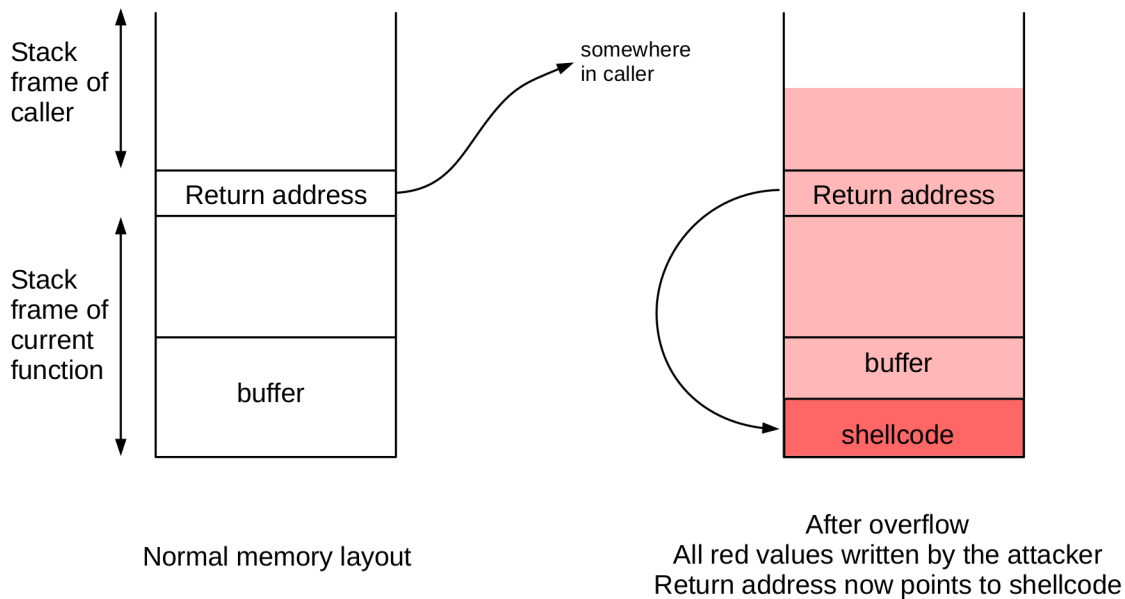 Stack
frame of
caller
somewhere
in caller
Return address
Stack
frame of
current
function
buffer
Normal memory layout
Return address
buffer
shellcode
After overflow
All red values written by the attacker
Return address now points to shellcode